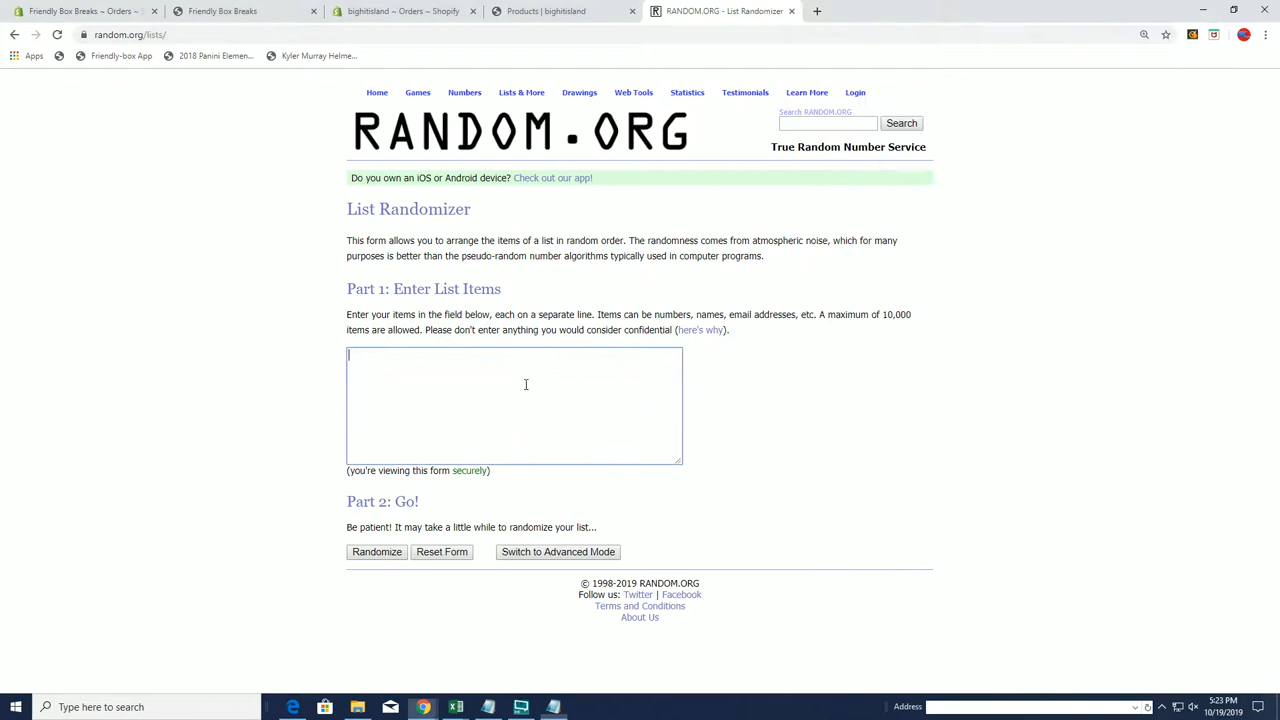 Friendly Box Breaks ~ Orders ~ S
Friendly Box Breaks
bighitisland ~ Orders ~ Shopify
Products | bighitisland
RANDOM.ORG - List Randomizer
random.org/lists/
Apps
Friendly-box App
2018 Panini Elemen...
Kyler Murray Helme...
Home Games Numbers Lists & More Drawings Web Tools Statistics Testimonials Learn More Login
RANDOM.ORG
Search RANDOM.ORG
Search
True Random Number Service
Do you own an iOS or Android device? Check out our app!
List Randomizer
This form allows you to arrange the items of a list in random order. The randomness comes from atmospheric noise, which for many
purposes is better than the pseudo-random number algorithms typically used in computer programs.
Part 1: Enter List Items
Enter your items in the field below, each on a separate line. Items can be numbers, names, email addresses, etc. A maximum of 10,000
items are allowed. Please don't enter anything you would consider confidential (here's why).
(you're viewing this form securely)
Part 2: Go!
Be patient! It may take a little while to randomize your list...
Randomize Reset Form Switch to Advanced Mode
© 1998-2019 RANDOM.ORG
Follow us: Twitter | Facebook
Terms and Conditions
About Us
Type here to search
Address
5:23 PM
10/19/2019